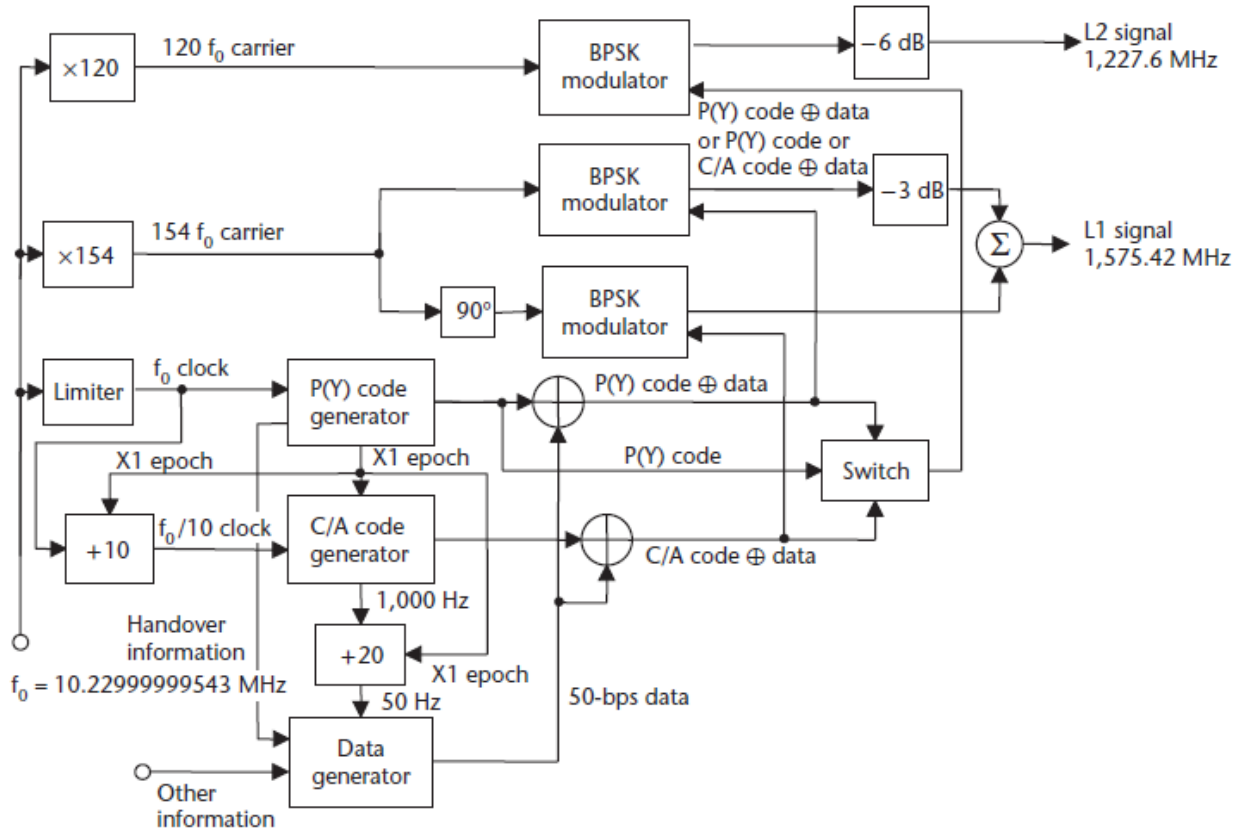 120 f₀ carrier
×120
BPSK
modulator
−6 dB
L2 signal
1,227.6 MHz
P(Y) code ⊕ data
or P(Y) code or
C/A code ⊕ data
154 f₀ carrier
×154
BPSK
modulator
−3 dB
Σ
L1 signal
1,575.42 MHz
90°
BPSK
modulator
Limiter
f₀ clock
P(Y) code
generator
P(Y) code ⊕ data
X1 epoch
X1 epoch
P(Y) code
Switch
+10
f₀/10 clock
C/A code
generator
C/A code ⊕ data
1,000 Hz
Handover
information
+20
X1 epoch
f₀ = 10.22999999543 MHz
50 Hz
50-bps data
Data
generator
Other
information